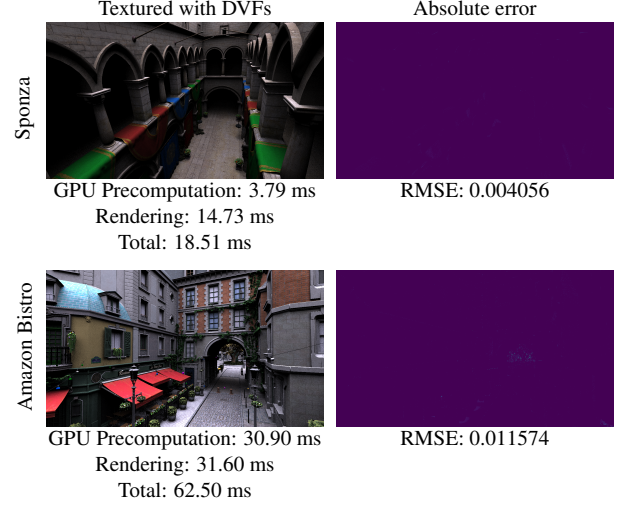 Textured with DVFs
Absolute error
Sponza
GPU Precomputation: 3.79 ms
Rendering: 14.73 ms
Total: 18.51 ms
RMSE: 0.004056
Amazon Bistro
GPU Precomputation: 30.90 ms
Rendering: 31.60 ms
Total: 62.50 ms
RMSE: 0.011574